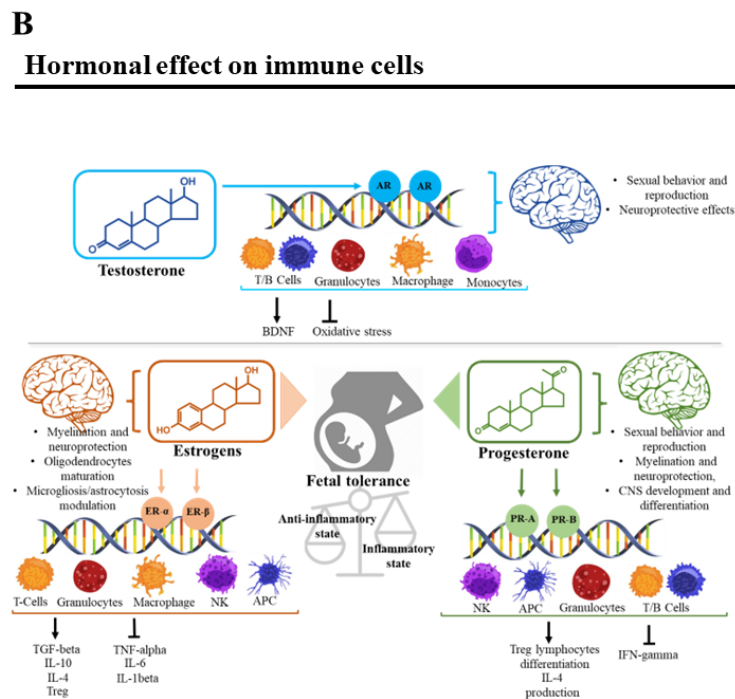 B
Hormonal effect on immune cells
OH
O
Testosterone
AR
AR
• Sexual behavior and
reproduction
• Neuroprotective effects
T/B Cells
Granulocytes
Macrophage
Monocytes
BDNF
Oxidative stress
• Myelination and
neuroprotection
• Oligodendrocytes
maturation
• Microgliosis/astrocytosis
modulation
OH
HO
Estrogens
ER-α
ER-β
T-Cells
Granulocytes
Macrophage
NK
APC
TGF-beta
IL-10
IL-4
Treg
TNF-alpha
IL-6
IL-1beta
Fetal tolerance
Anti-inflammatory
state
Inflammatory
state
O
O
Progesterone
• Sexual behavior and
reproduction
• Myelination and
neuroprotection,
• CNS development and
differentiation
PR-A
PR-B
NK
APC
Granulocytes
T/B Cells
Treg lymphocytes
differentiation
IL-4
production
IFN-gamma